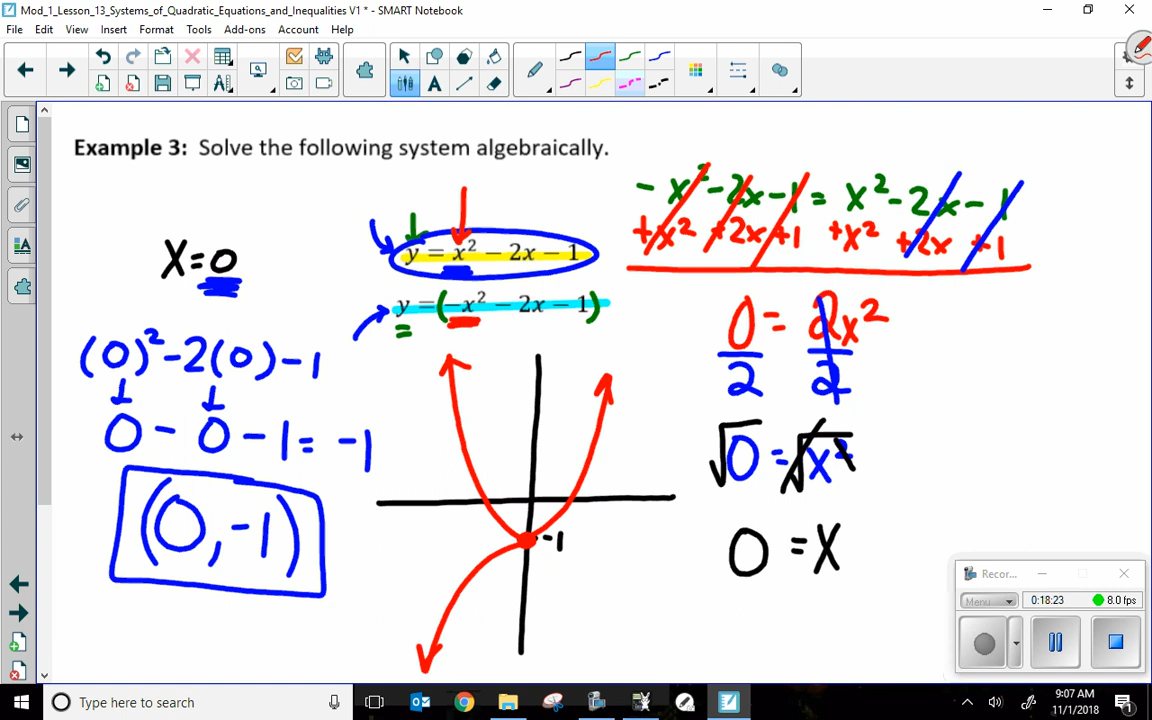 Mod_1_Lesson_13_Systems_of_Quadratic_Equations_and_Inequalities V1 * - SMART Notebook
File Edit View Insert Format Tools Add-ons Account Help
Example 3: Solve the following system algebraically.
y = x² − 2x − 1
y = (−x² − 2x − 1)
=
X = 0
(0)² - 2(0) - 1
0 - 0 - 1 = -1
(0, -1)
-1
-x² - 2x - 1 = x² - 2x - 1
+x² +2x +1 +x² +2x +1
0 = 2x²
2 2
√0 = √x²
0 = X
Recor...
Menu 0:18:23 8.0 fps
Type here to search
9:07 AM
11/1/2018
1